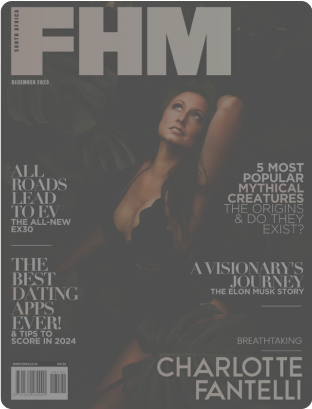 SOUTH AFRICA
FHM
DECEMBER 2023
ALL
ROADS
LEAD
TO EV
THE ALL-NEW
EX30
5 MOST
POPULAR
MYTHICAL
CREATURES
THE ORIGINS
& DO THEY
EXIST?
THE
BEST
DATING
APPS
EVER!
& TIPS TO
SCORE IN 2024
A VISIONARY'S
JOURNEY
THE ELON MUSK STORY
BREATHTAKING
CHARLOTTE
FANTELLI